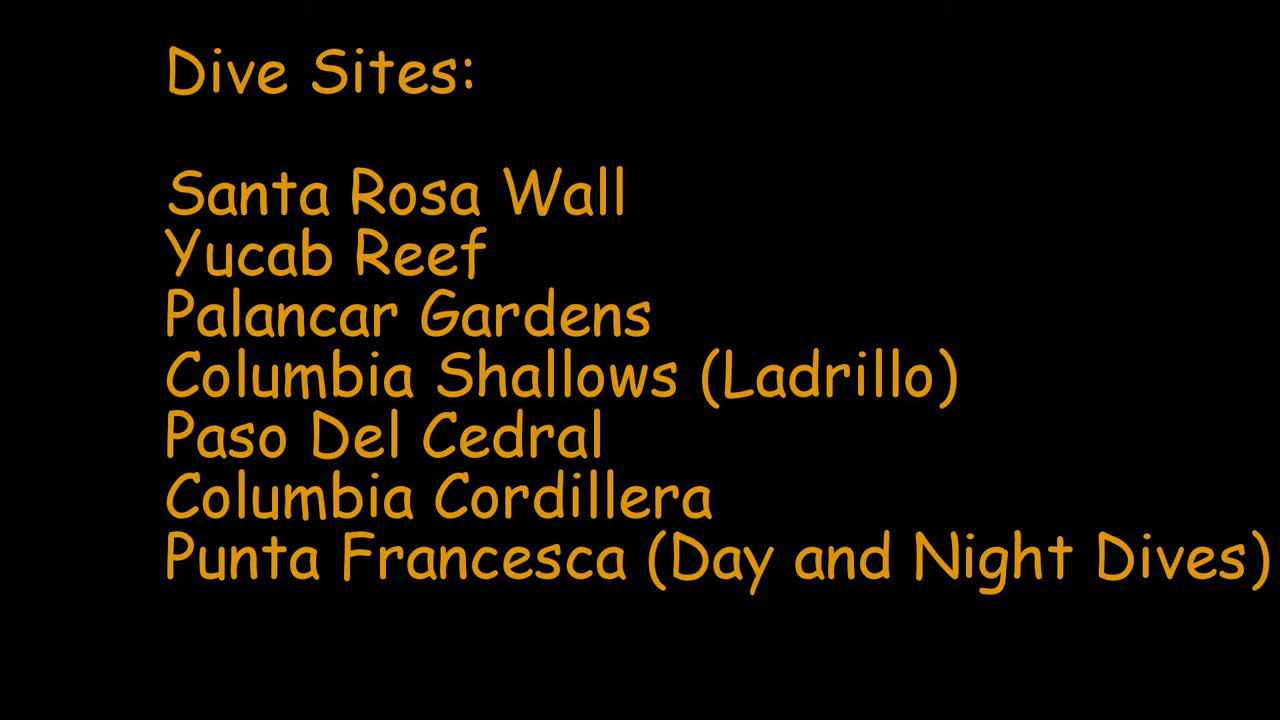 Dive Sites:
Santa Rosa Wall
Yucab Reef
Palancar Gardens
Columbia Shallows (Ladrillo)
Paso Del Cedral
Columbia Cordillera
Punta Francesca (Day and Night Dives)